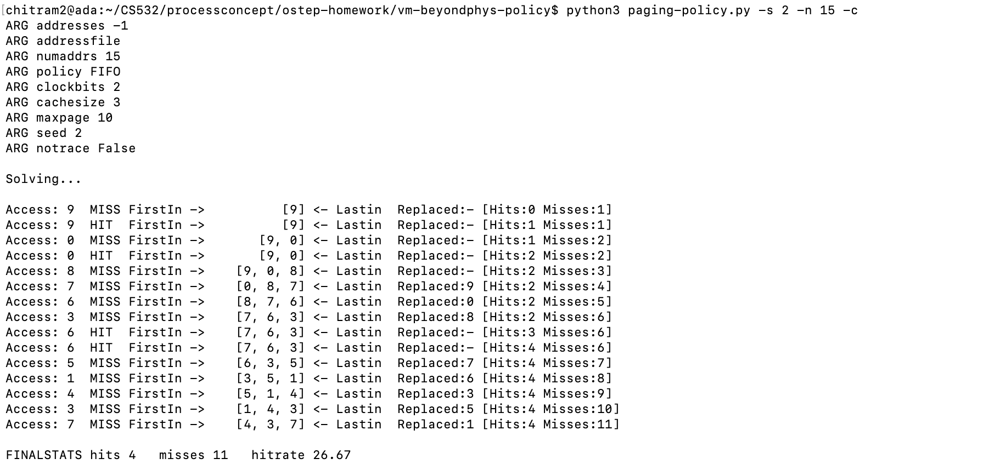 [chitram2@ada:~/CS532/processconcept/ostep-homework/vm-beyondphys-policy$ python3 paging-policy.py -s 2 -n 15 -c
ARG addresses -1
ARG addressfile
ARG numaddrs 15
ARG policy FIFO
ARG clockbits 2
ARG cachesize 3
ARG maxpage 10
ARG seed 2
ARG notrace False

Solving...

Access: 9  MISS FirstIn ->          [9] <- Lastin  Replaced:- [Hits:0 Misses:1]
Access: 9  HIT  FirstIn ->          [9] <- Lastin  Replaced:- [Hits:1 Misses:1]
Access: 0  MISS FirstIn ->       [9, 0] <- Lastin  Replaced:- [Hits:1 Misses:2]
Access: 0  HIT  FirstIn ->       [9, 0] <- Lastin  Replaced:- [Hits:2 Misses:2]
Access: 8  MISS FirstIn ->    [9, 0, 8] <- Lastin  Replaced:- [Hits:2 Misses:3]
Access: 7  MISS FirstIn ->    [0, 8, 7] <- Lastin  Replaced:9 [Hits:2 Misses:4]
Access: 6  MISS FirstIn ->    [8, 7, 6] <- Lastin  Replaced:0 [Hits:2 Misses:5]
Access: 3  MISS FirstIn ->    [7, 6, 3] <- Lastin  Replaced:8 [Hits:2 Misses:6]
Access: 6  HIT  FirstIn ->    [7, 6, 3] <- Lastin  Replaced:- [Hits:3 Misses:6]
Access: 6  HIT  FirstIn ->    [7, 6, 3] <- Lastin  Replaced:- [Hits:4 Misses:6]
Access: 5  MISS FirstIn ->    [6, 3, 5] <- Lastin  Replaced:7 [Hits:4 Misses:7]
Access: 1  MISS FirstIn ->    [3, 5, 1] <- Lastin  Replaced:6 [Hits:4 Misses:8]
Access: 4  MISS FirstIn ->    [5, 1, 4] <- Lastin  Replaced:3 [Hits:4 Misses:9]
Access: 3  MISS FirstIn ->    [1, 4, 3] <- Lastin  Replaced:5 [Hits:4 Misses:10]
Access: 7  MISS FirstIn ->    [4, 3, 7] <- Lastin  Replaced:1 [Hits:4 Misses:11]

FINALSTATS hits 4   misses 11   hitrate 26.67